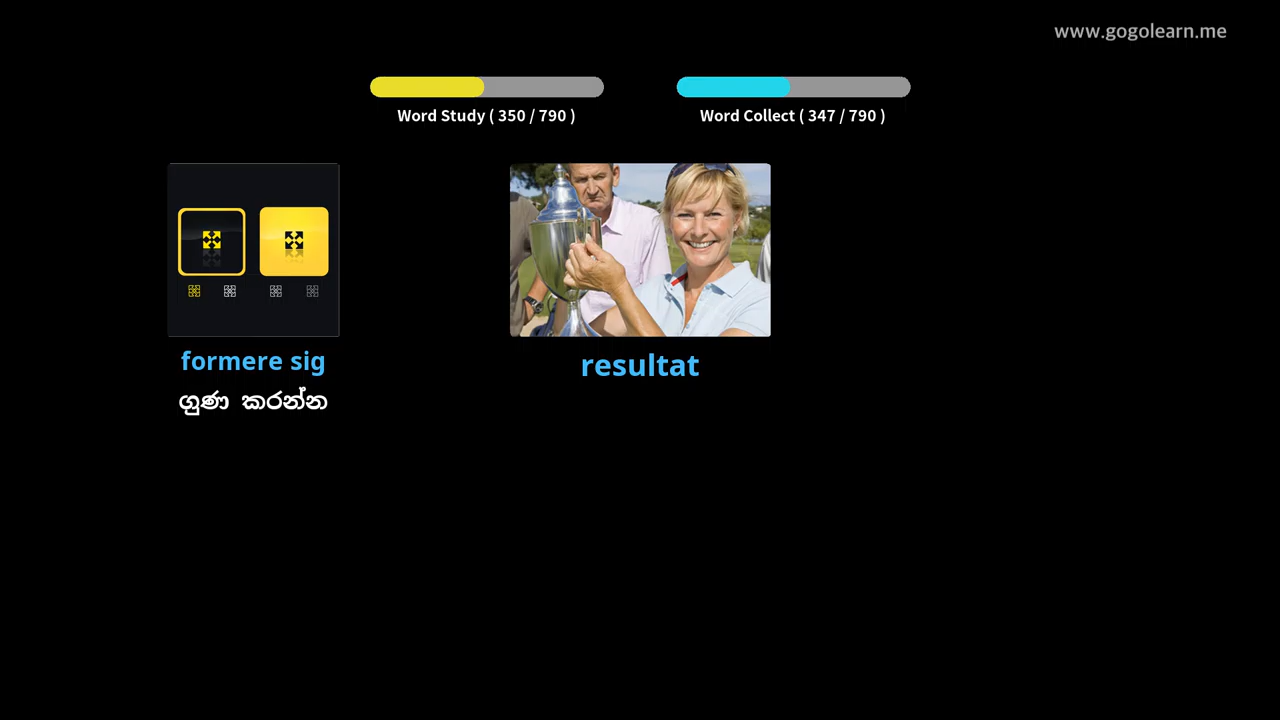 www.gogolearn.me
Word Study ( 350 / 790 )
Word Collect ( 347 / 790 )
formere sig
ගුණ කරන්න
resultat